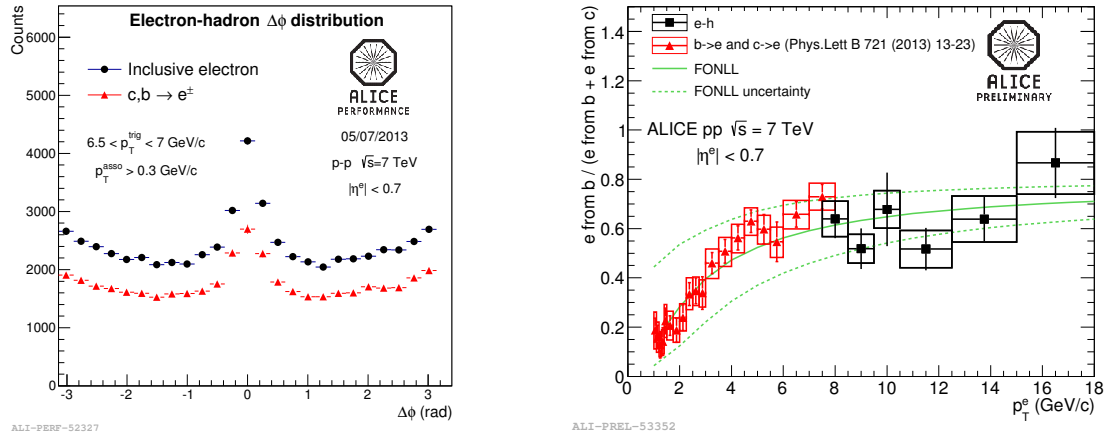 Electron-hadron Δϕ distribution
Counts
6000
5000
4000
3000
2000
1000
0
Inclusive electron
c,b → e±
ALICE
PERFORMANCE
6.5 < p_T^trig < 7 GeV/c
p_T^asso > 0.3 GeV/c
05/07/2013
p-p √s=7 TeV
|η^e| < 0.7
-3 -2 -1 0 1 2 3
Δϕ (rad)
ALI-PERF-52327
e from b / (e from b + e from c)
1.4
1.2
1
0.8
0.6
0.4
0.2
0
e-h
b->e and c->e (Phys.Lett B 721 (2013) 13-23)
FONLL
FONLL uncertainty
ALICE
PRELIMINARY
ALICE pp √s = 7 TeV
|η^e| < 0.7
0 2 4 6 8 10 12 14 16 18
p_T^e (GeV/c)
ALI-PREL-53352